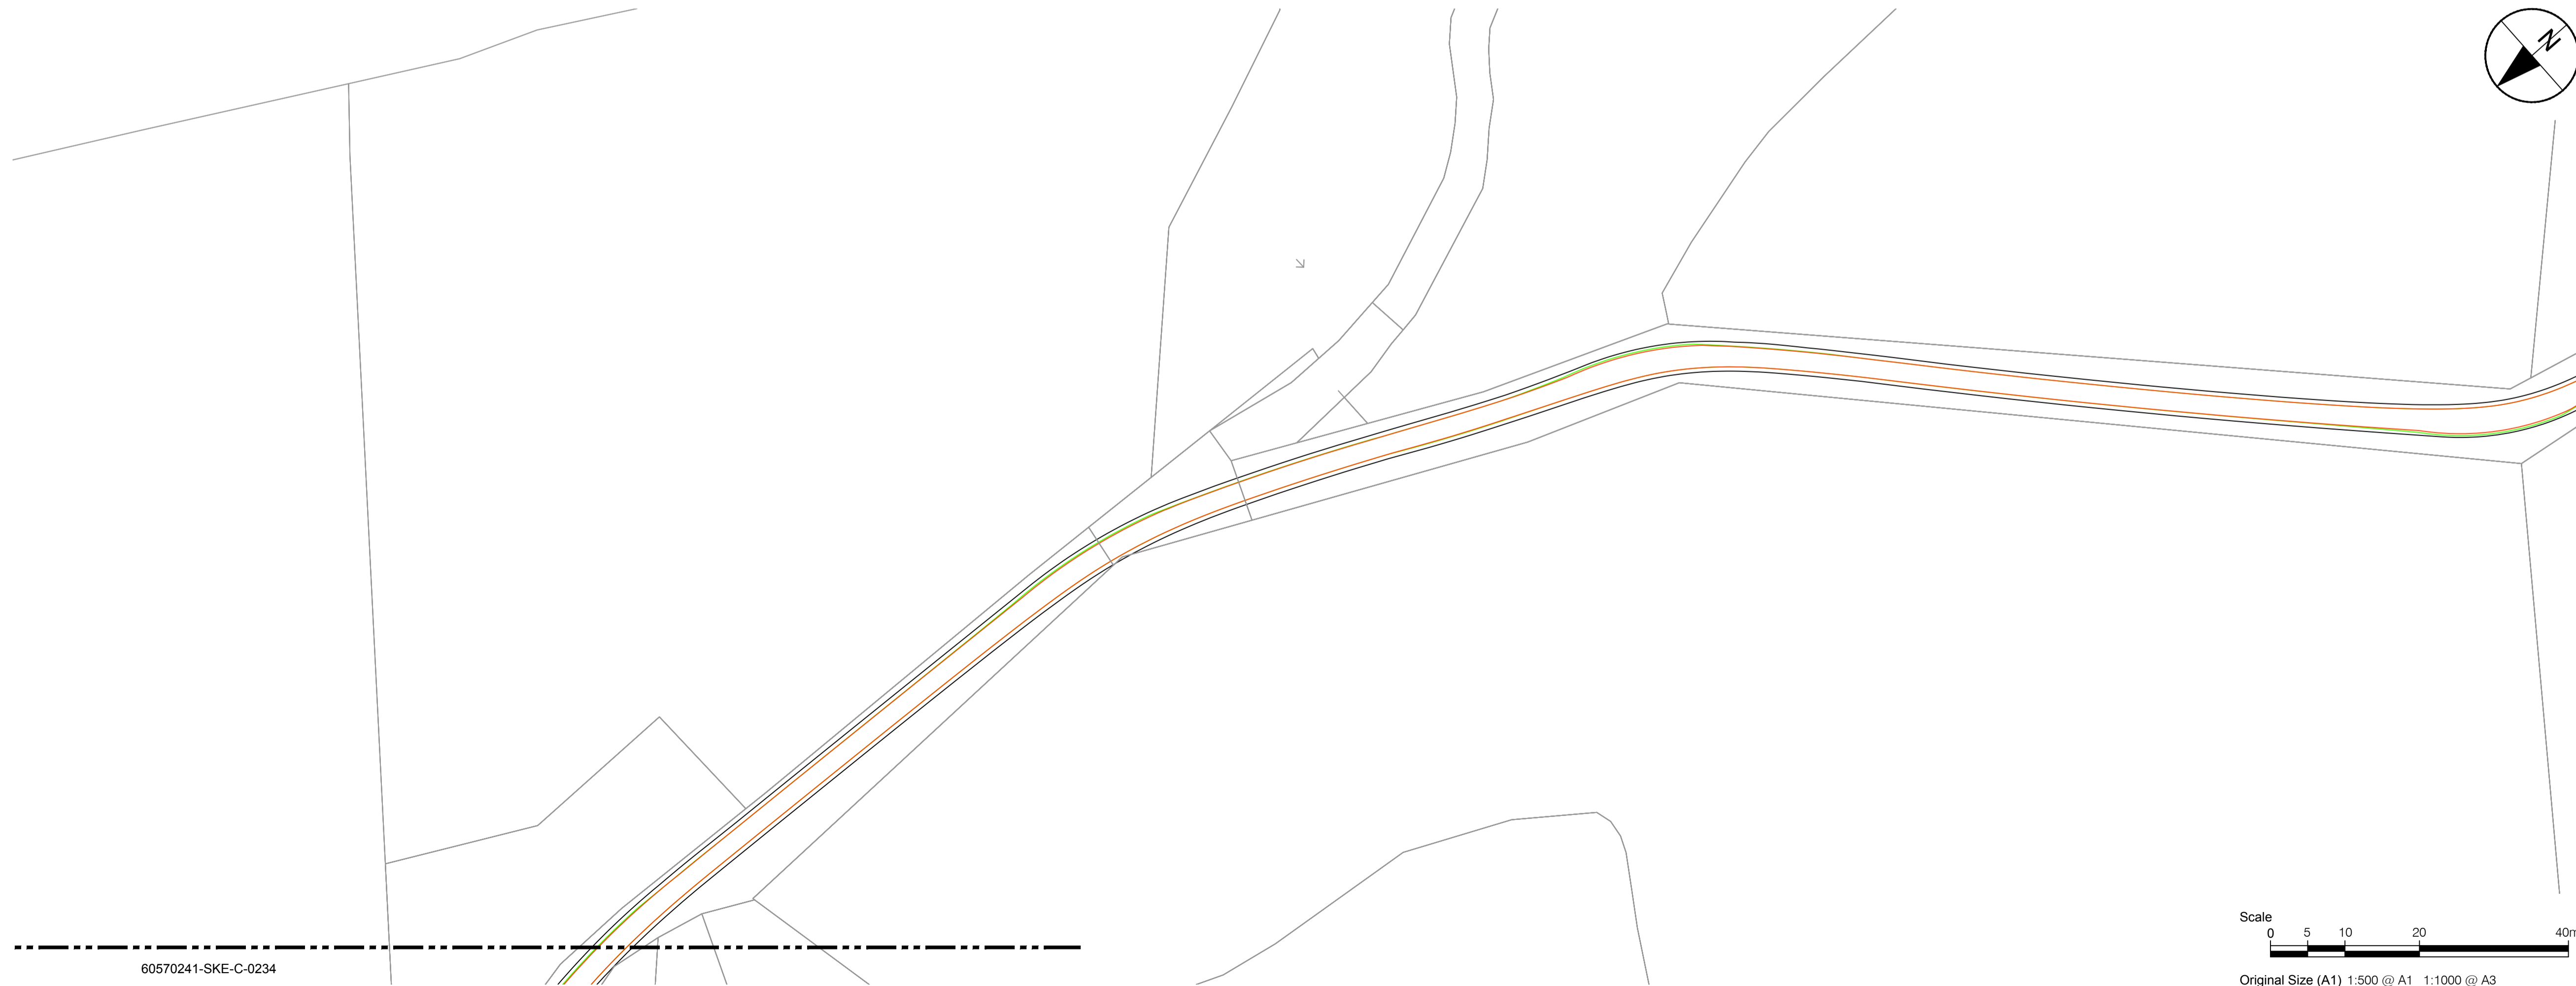 N
60570241-SKE-C-0234
Scale
0 5 10 20 40m
Original Size (A1) 1:500 @ A1 1:1000 @ A3